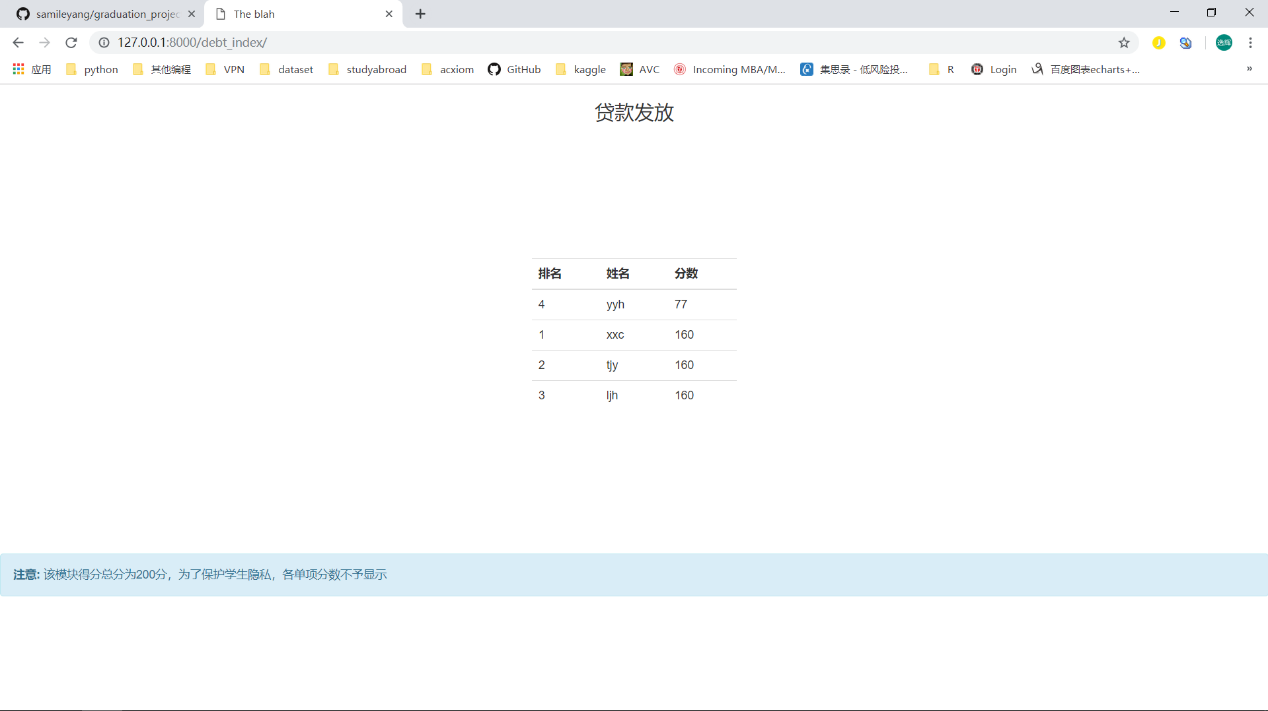 samileyang/graduation_projec
The blah
127.0.0.1:8000/debt_index/
应用 python 其他编程 VPN dataset studyabroad acxiom GitHub kaggle AVC Incoming MBA/M... 集思录 - 低风险投... R Login 百度图表echarts+... »
贷款发放
排名 姓名 分数
4 yyh 77
1 xxc 160
2 tjy 160
3 ljh 160
注意: 该模块得分总分为200分，为了保护学生隐私，各单项分数不予显示